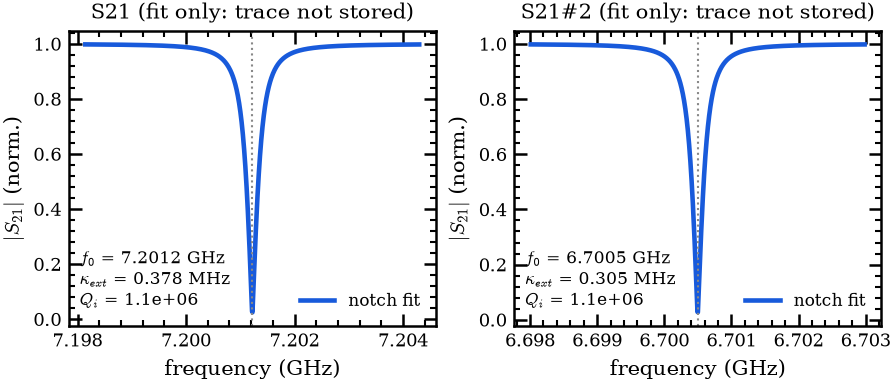 S21 (fit only: trace not stored)
|S21| (norm.)
1.0
0.8
0.6
0.4
0.2
0.0
f0 = 7.2012 GHz
κext = 0.378 MHz
Qi = 1.1e+06
notch fit
7.198 7.200 7.202 7.204
frequency (GHz)
S21#2 (fit only: trace not stored)
|S21| (norm.)
1.0
0.8
0.6
0.4
0.2
0.0
f0 = 6.7005 GHz
κext = 0.305 MHz
Qi = 1.1e+06
notch fit
6.698 6.699 6.700 6.701 6.702 6.703
frequency (GHz)